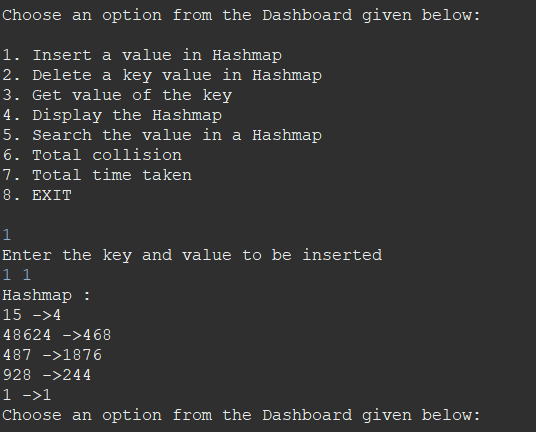 Choose an option from the Dashboard given below:
1. Insert a value in Hashmap
2. Delete a key value in Hashmap
3. Get value of the key
4. Display the Hashmap
5. Search the value in a Hashmap
6. Total collision
7. Total time taken
8. EXIT
1
Enter the key and value to be inserted
1 1
Hashmap :
15 ->4
48624 ->468
487 ->1876
928 ->244
1 ->1
Choose an option from the Dashboard given below: